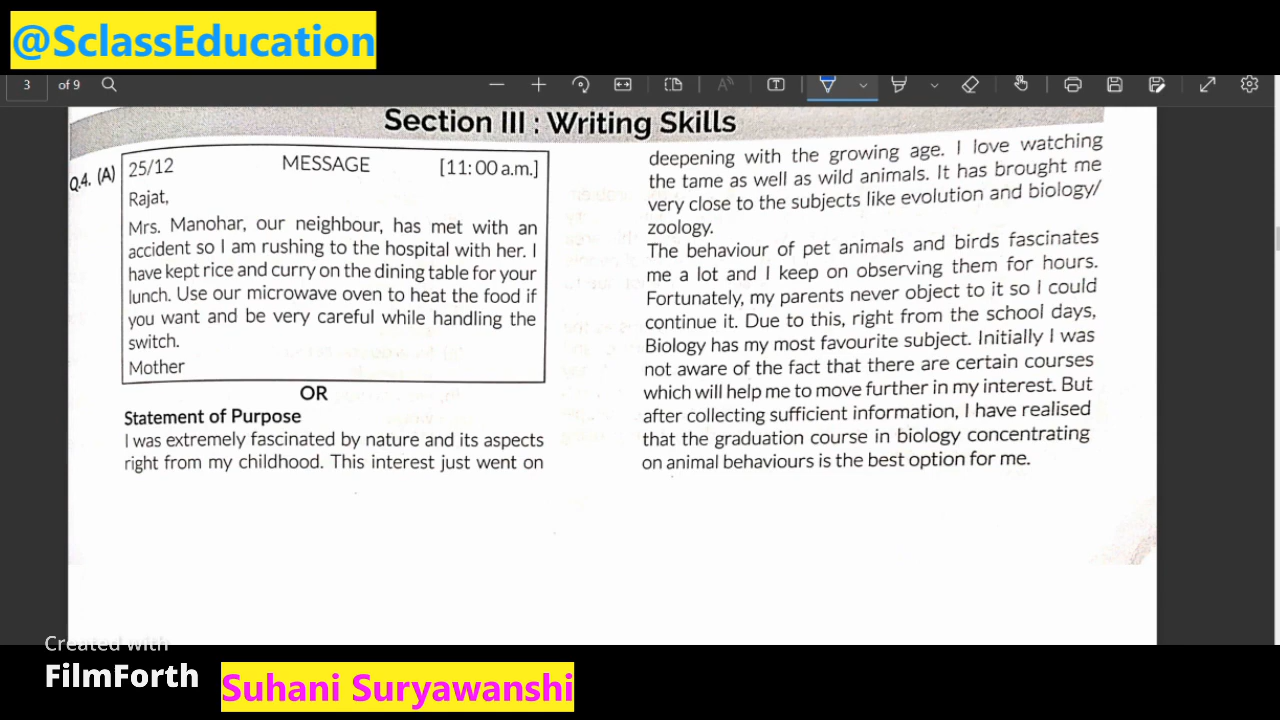 @SclassEducation
3 of 9
Section III : Writing Skills
Q.4. (A)
25/12 MESSAGE [11:00 a.m.]
Rajat,
Mrs. Manohar, our neighbour, has met with an
accident so I am rushing to the hospital with her. I
have kept rice and curry on the dining table for your
lunch. Use our microwave oven to heat the food if
you want and be very careful while handling the
switch.
Mother
OR
Statement of Purpose
I was extremely fascinated by nature and its aspects
right from my childhood. This interest just went on
deepening with the growing age. I love watching
the tame as well as wild animals. It has brought me
very close to the subjects like evolution and biology/
zoology.
The behaviour of pet animals and birds fascinates
me a lot and I keep on observing them for hours.
Fortunately, my parents never object to it so I could
continue it. Due to this, right from the school days,
Biology has my most favourite subject. Initially I was
not aware of the fact that there are certain courses
which will help me to move further in my interest. But
after collecting sufficient information, I have realised
that the graduation course in biology concentrating
on animal behaviours is the best option for me.
Created with
FilmForth
Suhani Suryawanshi